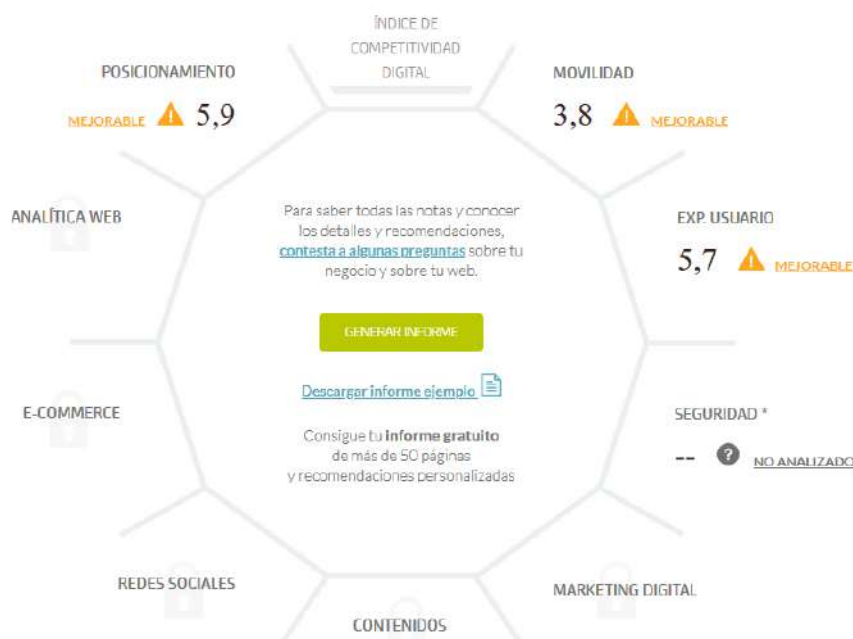 ÍNDICE DE
COMPETITIVIDAD
DIGITAL
POSICIONAMIENTO
MEJORABLE 5,9
MOVILIDAD
3,8 MEJORABLE
ANALÍTICA WEB
EXP. USUARIO
5,7 MEJORABLE
Para saber todas las notas y conocer
los detalles y recomendaciones,
contesta a algunas preguntas sobre tu
negocio y sobre tu web.
GENERAR INFORME
Descargar informe ejemplo
Consigue tu informe gratuito
de más de 50 páginas
y recomendaciones personalizadas
E-COMMERCE
SEGURIDAD *
-- ? NO ANALIZADO
REDES SOCIALES
MARKETING DIGITAL
CONTENIDOS